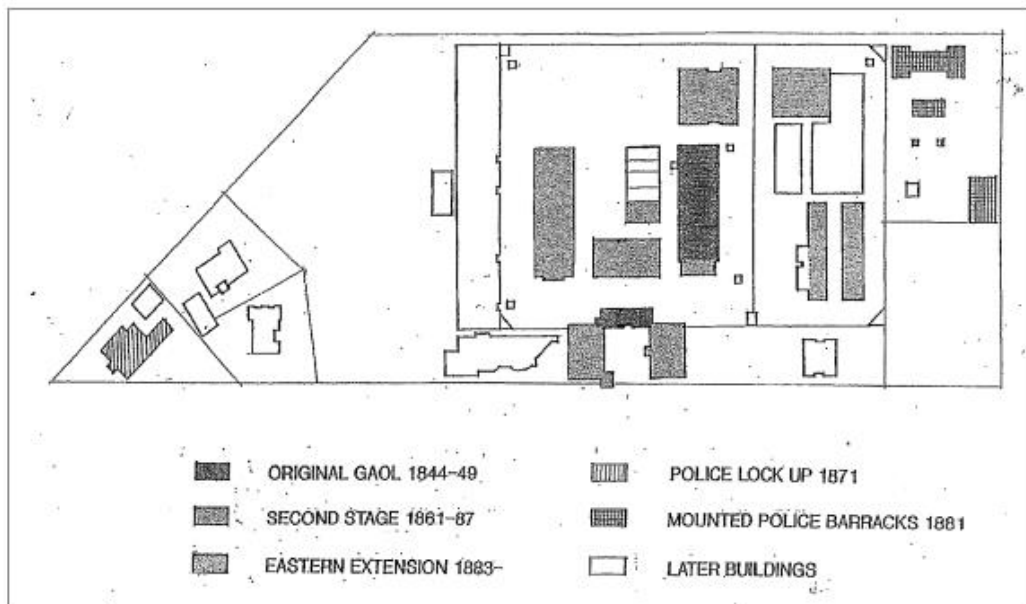 ORIGINAL GAOL 1844-49
SECOND STAGE 1861-87
EASTERN EXTENSION 1883-
POLICE LOCK UP 1871
MOUNTED POLICE BARRACKS 1881
LATER BUILDINGS